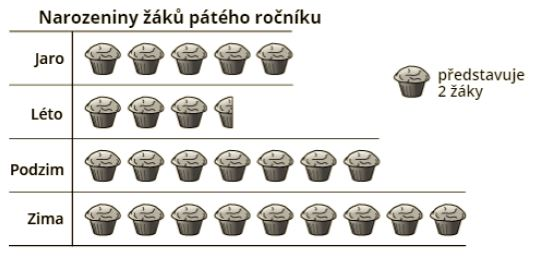 Narozeniny žáků pátého ročníku
Jaro
Léto
Podzim
Zima
představuje
2 žáky